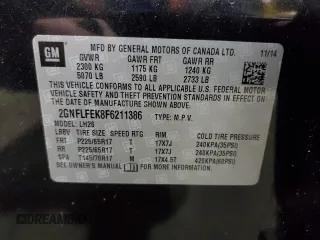 GM
MFD BY GENERAL MOTORS OF CANADA LTD. 11/14
GVWR GAWR FRT GAWR RR
2300 KG 1175 KG 1240 KG
5070 LB 2590 LB 2733 LB
THIS VEHICLE CONFORMS TO ALL APPLICABLE U.S. FEDERAL MOTOR
VEHICLE SAFETY AND THEFT PREVENTION STANDARDS IN EFFECT ON
THE DATE OF MANUFACTURE SHOWN ABOVE.
2GNFLFEK8F6211386 TYPE: M.P.V.
MODEL: LH26
TIRE SIZE SPEED RTG RIM COLD TIRE PRESSURE
FRT P225/65R17 T 17X7J 240KPA(35PSI)
RR P225/65R17 T 17X7J 240KPA(35PSI)
SPA T145/70R17 M 17X4.5T 420KPA(60PSI)
SEE OWNER'S MANUAL FOR ADDITIONAL INFORMATION